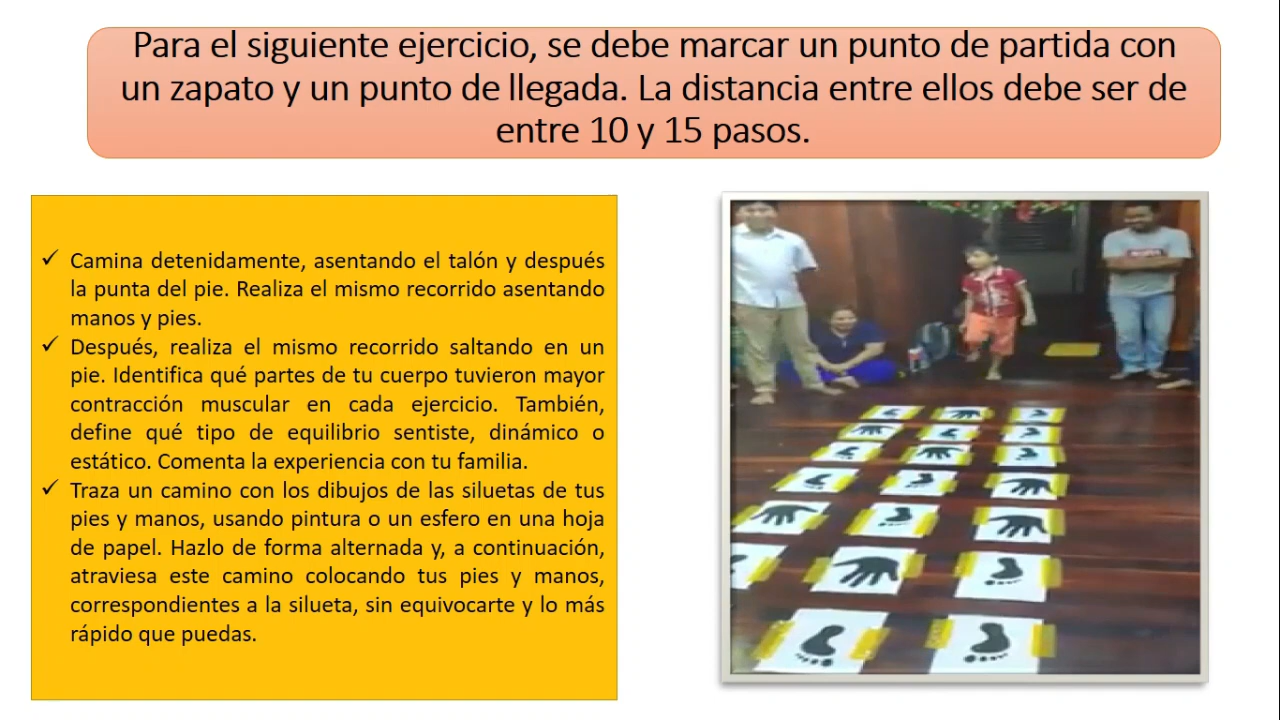 Para el siguiente ejercicio, se debe marcar un punto de partida con
un zapato y un punto de llegada. La distancia entre ellos debe ser de
entre 10 y 15 pasos.
✓ Camina detenidamente, asentando el talón y después
la punta del pie. Realiza el mismo recorrido asentando
manos y pies.
✓ Después, realiza el mismo recorrido saltando en un
pie. Identifica qué partes de tu cuerpo tuvieron mayor
contracción muscular en cada ejercicio. También,
define qué tipo de equilibrio sentiste, dinámico o
estático. Comenta la experiencia con tu familia.
✓ Traza un camino con los dibujos de las siluetas de tus
pies y manos, usando pintura o un esfero en una hoja
de papel. Hazlo de forma alternada y, a continuación,
atraviesa este camino colocando tus pies y manos,
correspondientes a la silueta, sin equivocarte y lo más
rápido que puedas.